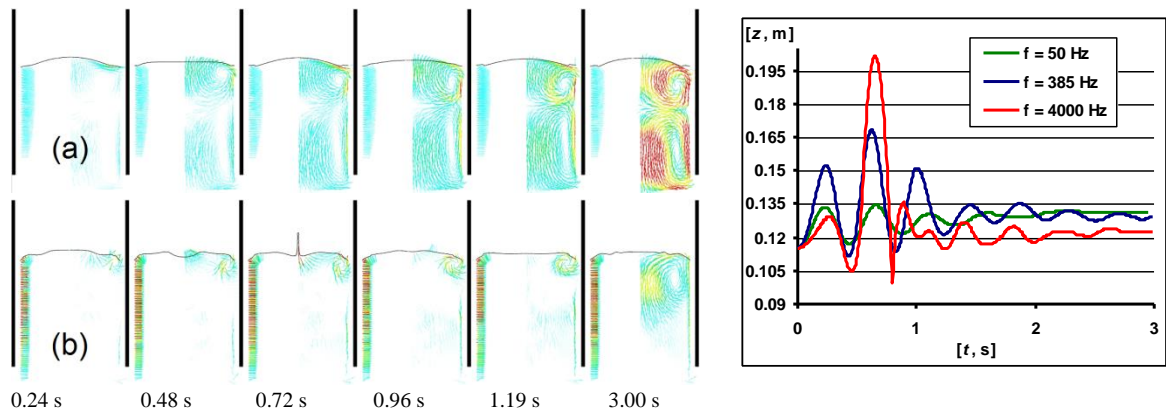 (a)
(b)
0.24 s 0.48 s 0.72 s 0.96 s 1.19 s 3.00 s
[z, m]
0.195
0.18
0.165
0.15
0.135
0.12
0.105
0.09
f = 50 Hz
f = 385 Hz
f = 4000 Hz
0 1 2 3
[t, s]